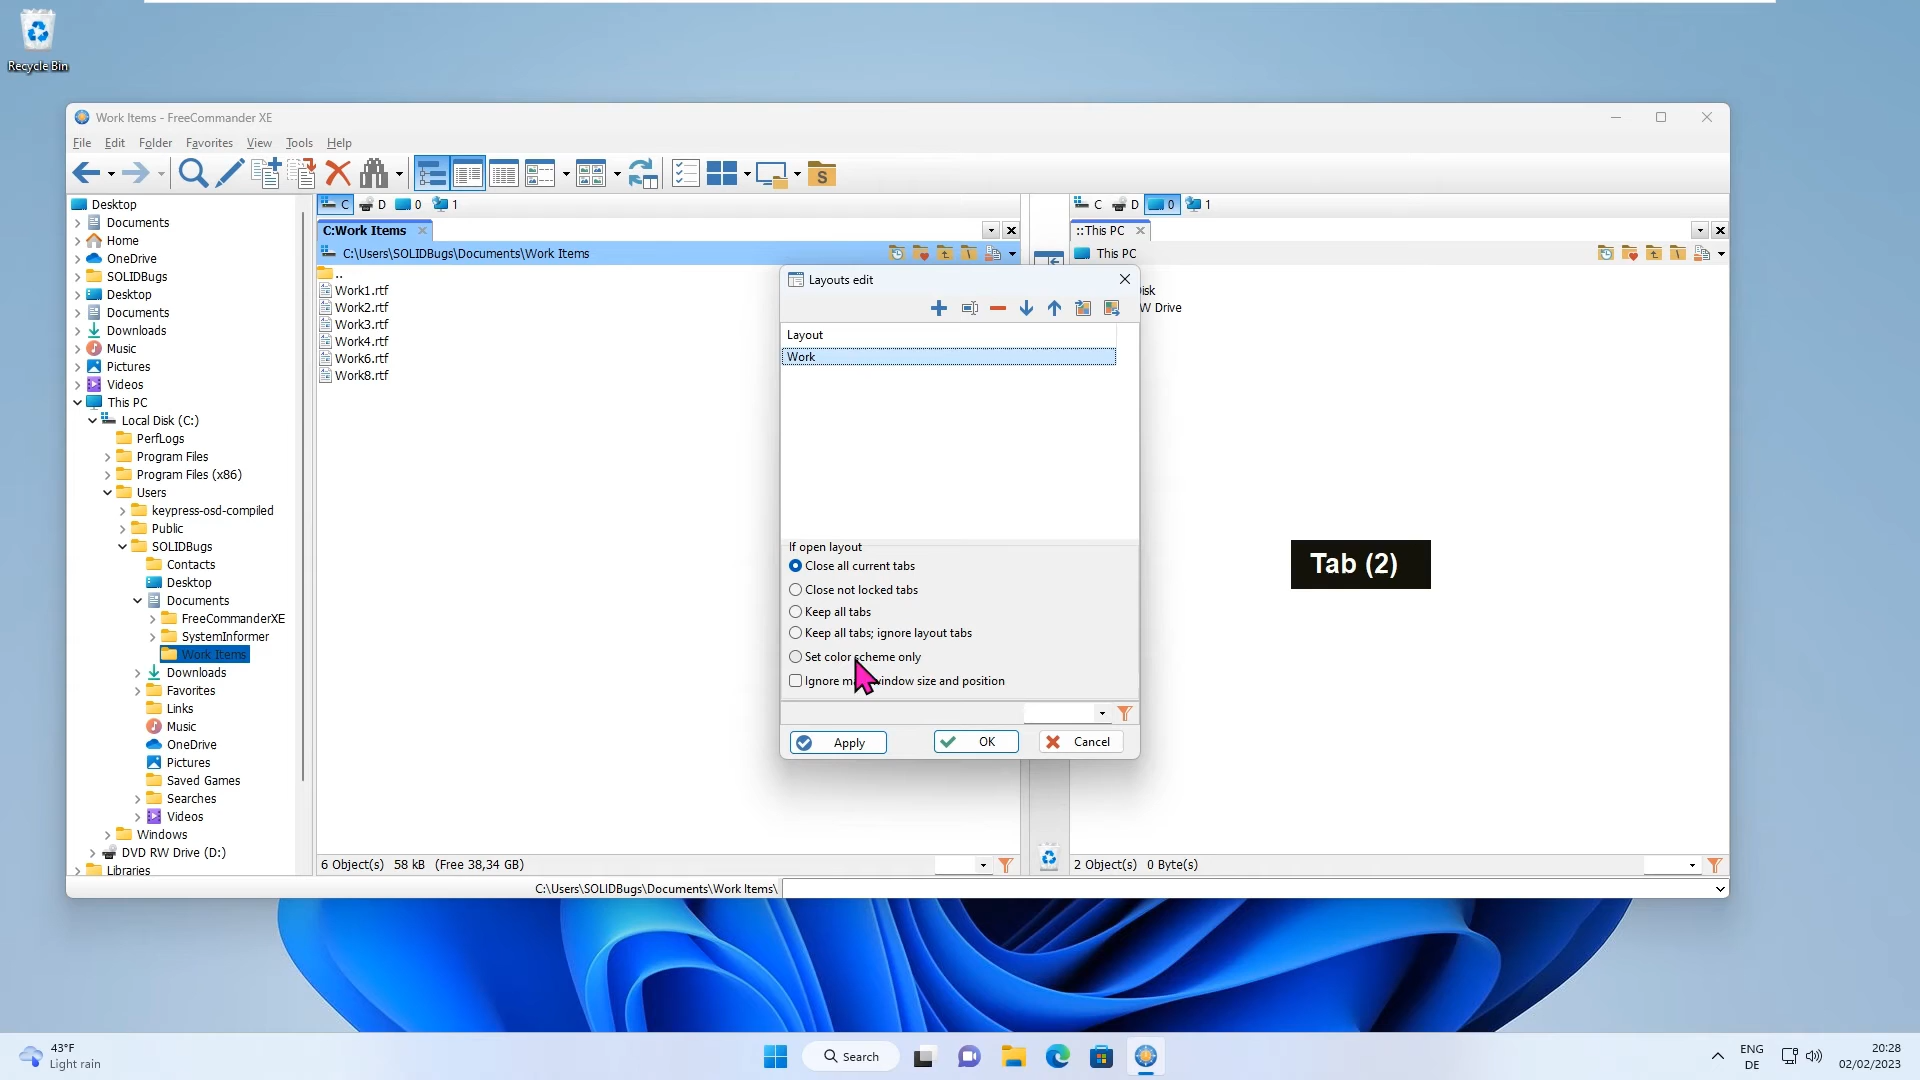 Recycle Bin
Work Items - FreeCommander XE
File Edit Folder Favorites View Tools Help
S
Desktop
Documents
Home
OneDrive
SOLIDBugs
Desktop
Documents
Downloads
Music
Pictures
Videos
This PC
Local Disk (C:)
PerfLogs
Program Files
Program Files (x86)
Users
keypress-osd-compiled
Public
SOLIDBugs
Contacts
Desktop
Documents
FreeCommanderXE
SystemInformer
Work Items
Downloads
Favorites
Links
Music
OneDrive
Pictures
Saved Games
Searches
Videos
Windows
DVD RW Drive (D:)
Libraries
C D 0 1
C:Work Items
C:\Users\SOLIDBugs\Documents\Work Items
..
Work1.rtf
Work2.rtf
Work3.rtf
Work4.rtf
Work6.rtf
Work8.rtf
6 Object(s) 58 kB (Free 38,34 GB)
C D 0 1
::This PC
This PC
isk
W Drive
2 Object(s) 0 Byte(s)
C:\Users\SOLIDBugs\Documents\Work Items\
Layouts edit
Layout
Work
If open layout
Close all current tabs
Close not locked tabs
Keep all tabs
Keep all tabs; ignore layout tabs
Set color scheme only
Ignore window size and position
Apply OK Cancel
Tab (2)
43°F
Light rain
Search
ENG
DE
20:28
02/02/2023